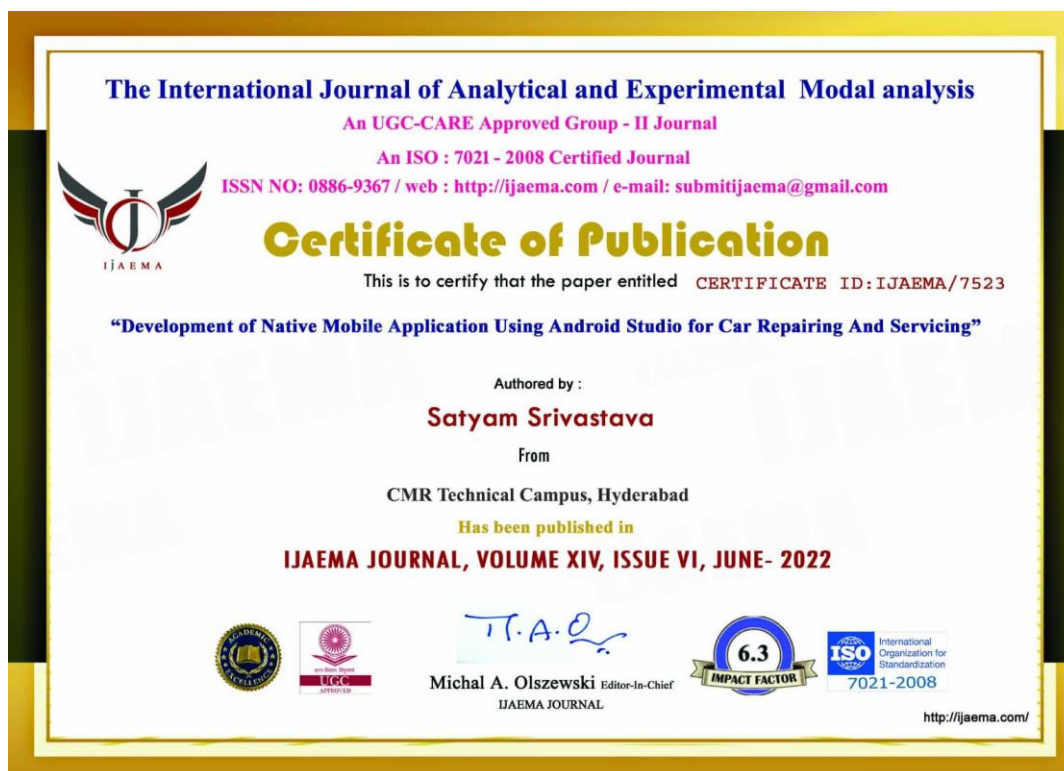 The International Journal of Analytical and Experimental Modal analysis
An UGC-CARE Approved Group - II Journal
An ISO : 7021 - 2008 Certified Journal
ISSN NO: 0886-9367 / web : http://ijaema.com / e-mail: submitijaema@gmail.com
IJAEMA
Certificate of Publication
This is to certify that the paper entitled CERTIFICATE ID:IJAEMA/7523
“Development of Native Mobile Application Using Android Studio for Car Repairing And Servicing”
Authored by :
Satyam Srivastava
From
CMR Technical Campus, Hyderabad
Has been published in
IJAEMA JOURNAL, VOLUME XIV, ISSUE VI, JUNE- 2022
ACADEMIC
EXCELLENCE
UGC
APPROVED
Michal A. Olszewski Editor-In-Chief
IJAEMA JOURNAL
6.3
IMPACT FACTOR
ISO
International
Organization for
Standardization
7021-2008
http://ijaema.com/